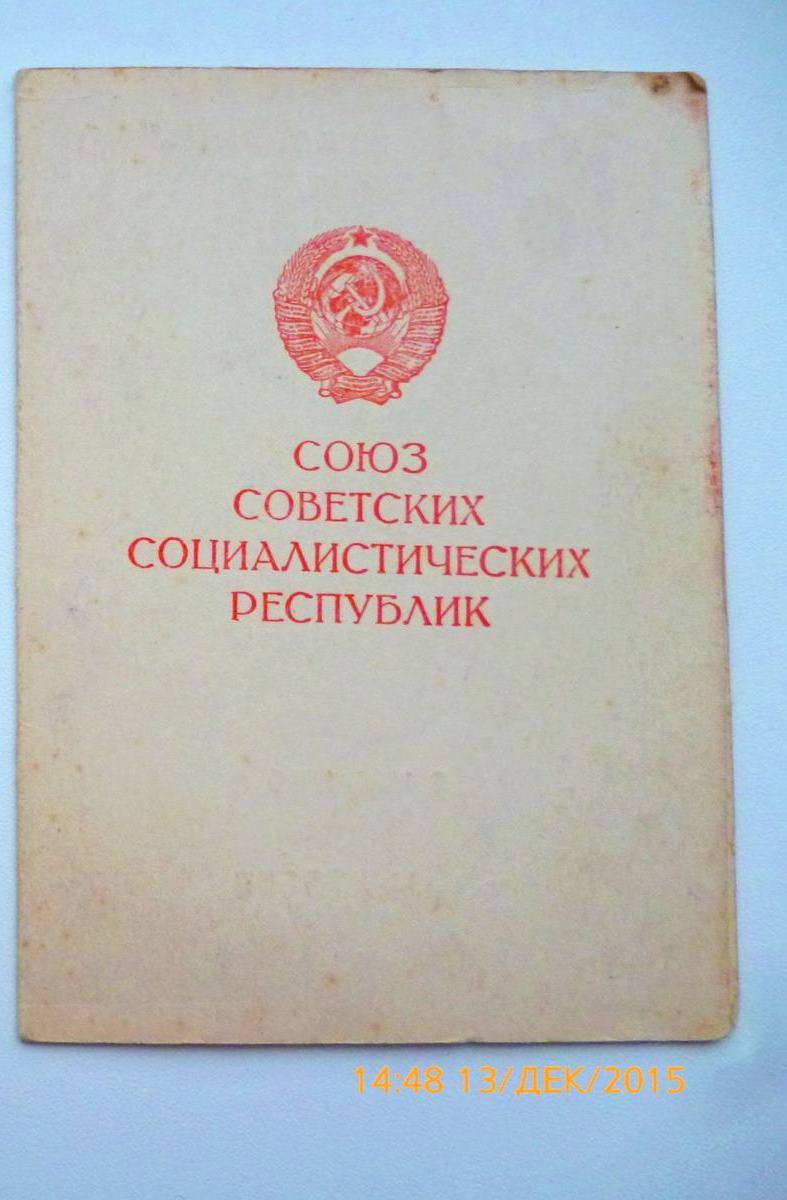 СОЮЗ
СОВЕТСКИХ
СОЦИАЛИСТИЧЕСКИХ
РЕСПУБЛИК
14:48 13/ДЕК/2015